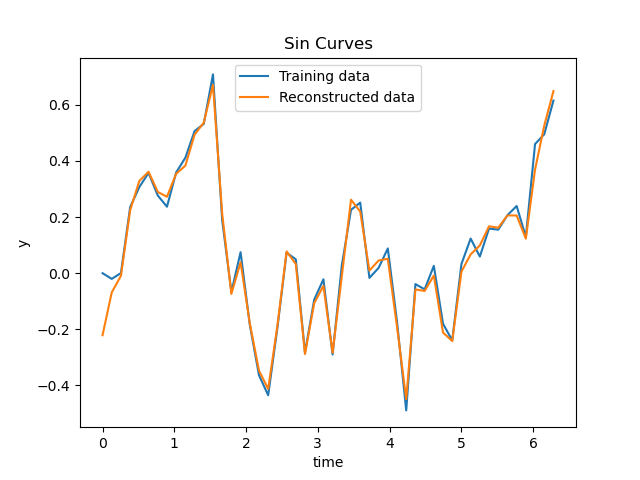 Sin Curves
Training data
Reconstructed data
0.6
0.4
0.2
0.0
−0.2
−0.4
y
0 1 2 3 4 5 6
time